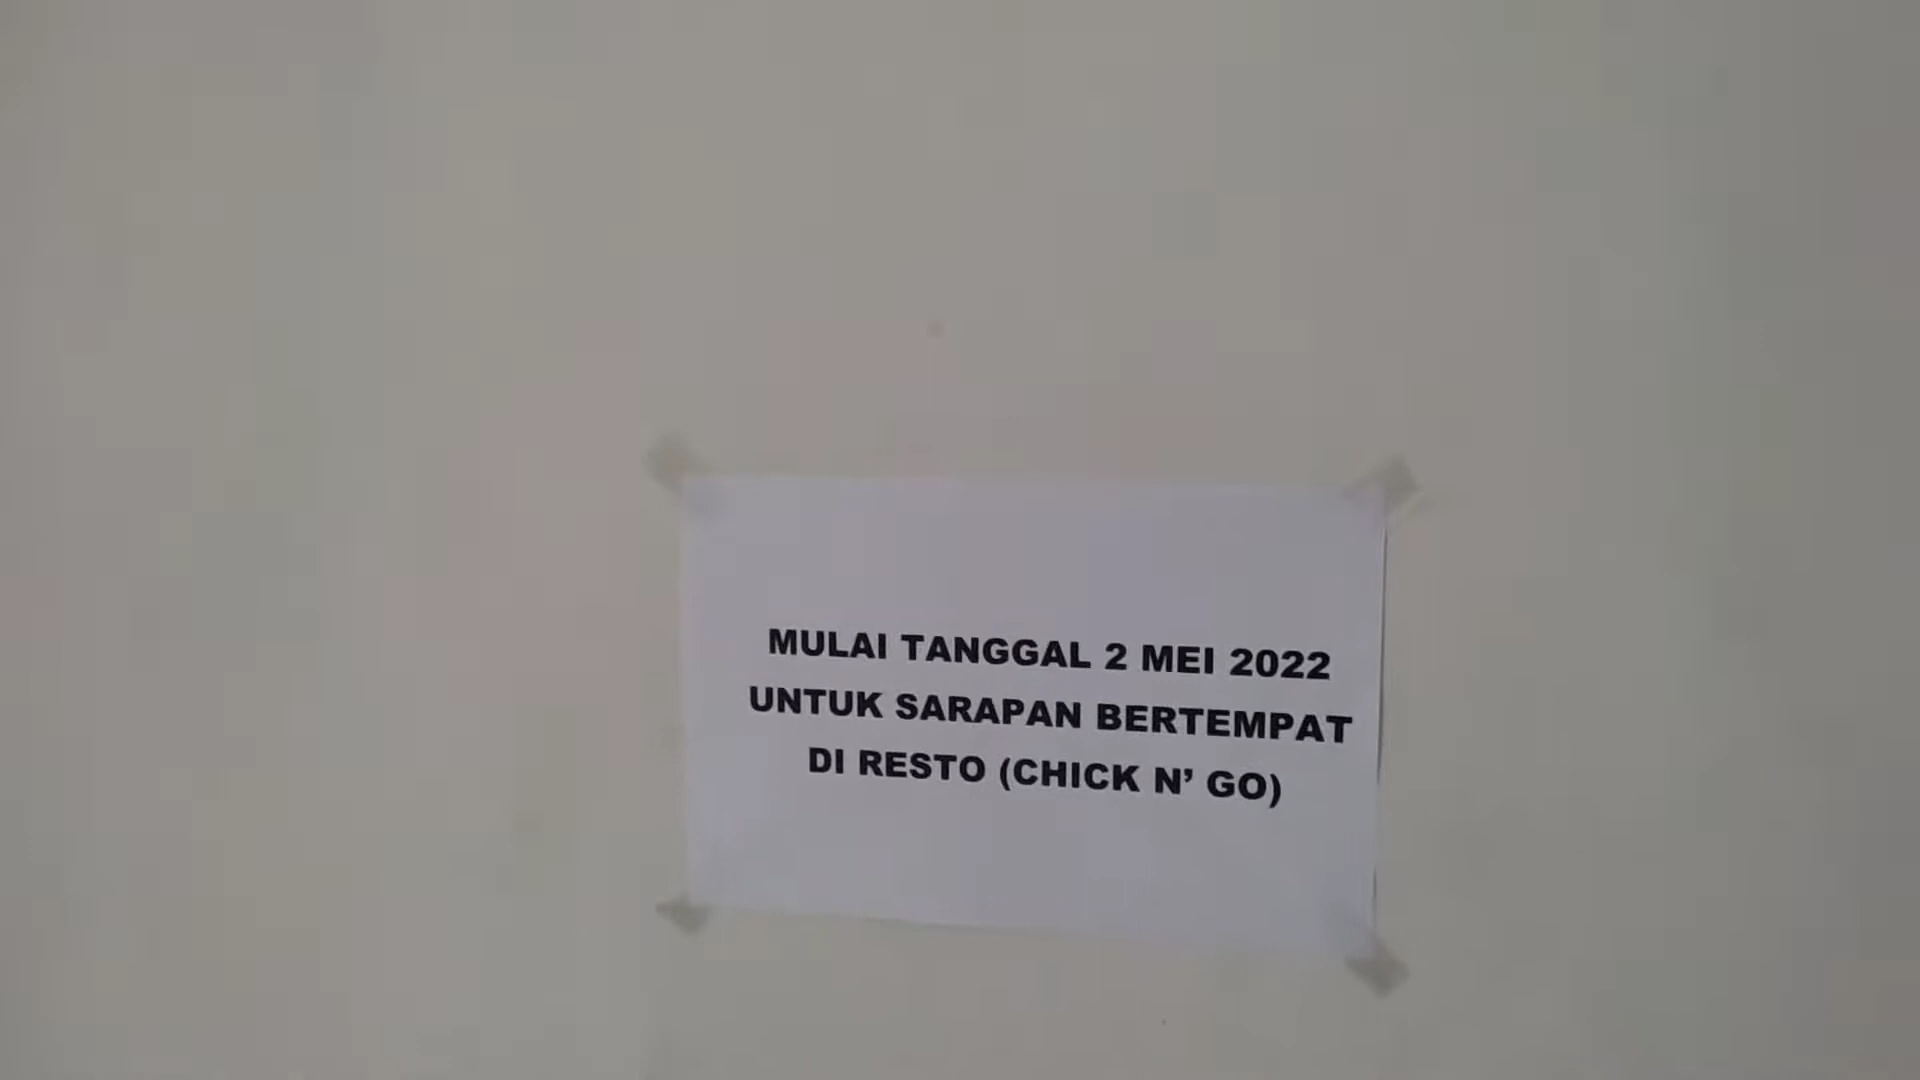 MULAI TANGGAL 2 MEI 2022
UNTUK SARAPAN BERTEMPAT
DI RESTO (CHICK N’ GO)